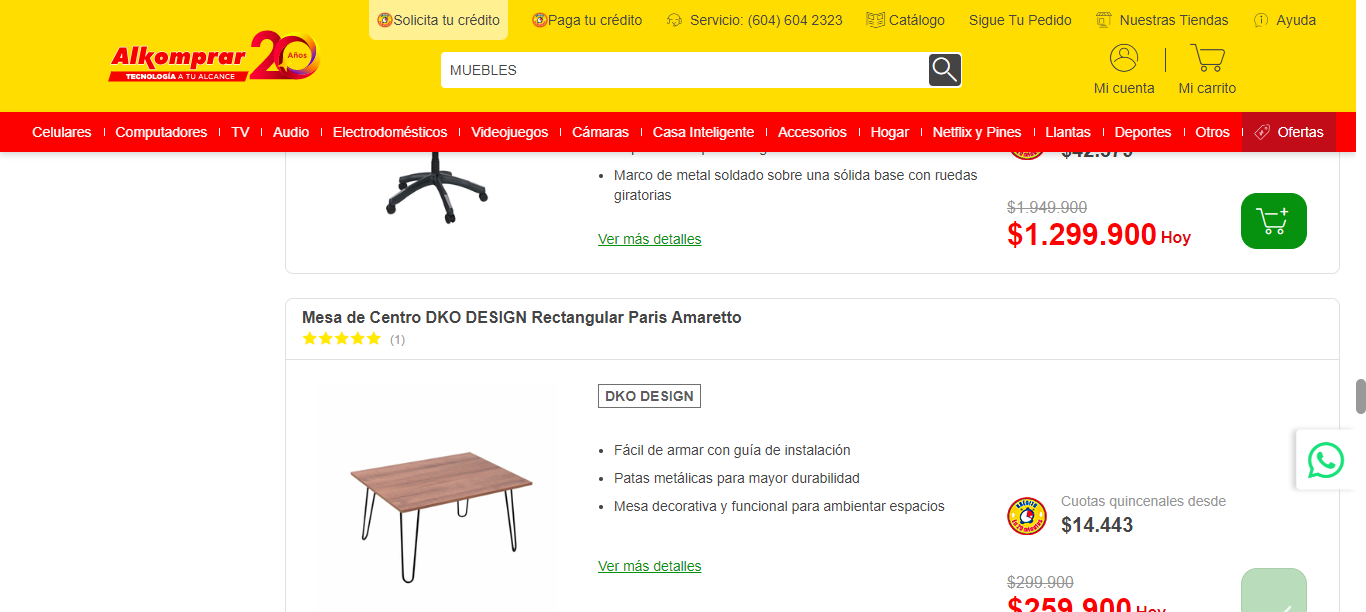 Solicita tu crédito
Paga tu crédito
Servicio: (604) 604 2323
Catálogo
Sigue Tu Pedido
Nuestras Tiendas
Ayuda
Alkomprar 20 Años
TECNOLOGÍA A TU ALCANCE
MUEBLES
Mi cuenta
Mi carrito
Celulares
Computadores
TV
Audio
Electrodomésticos
Videojuegos
Cámaras
Casa Inteligente
Accesorios
Hogar
Netflix y Pines
Llantas
Deportes
Otros
Ofertas
• Marco de metal soldado sobre una sólida base con ruedas
giratorias
Ver más detalles
$42.579
$1.949.900
$1.299.900 Hoy
Mesa de Centro DKO DESIGN Rectangular Paris Amaretto
(1)
DKO DESIGN
• Fácil de armar con guía de instalación
• Patas metálicas para mayor durabilidad
• Mesa decorativa y funcional para ambientar espacios
Ver más detalles
Cuotas quincenales desde
$14.443
$299.900
$259.900 Hoy